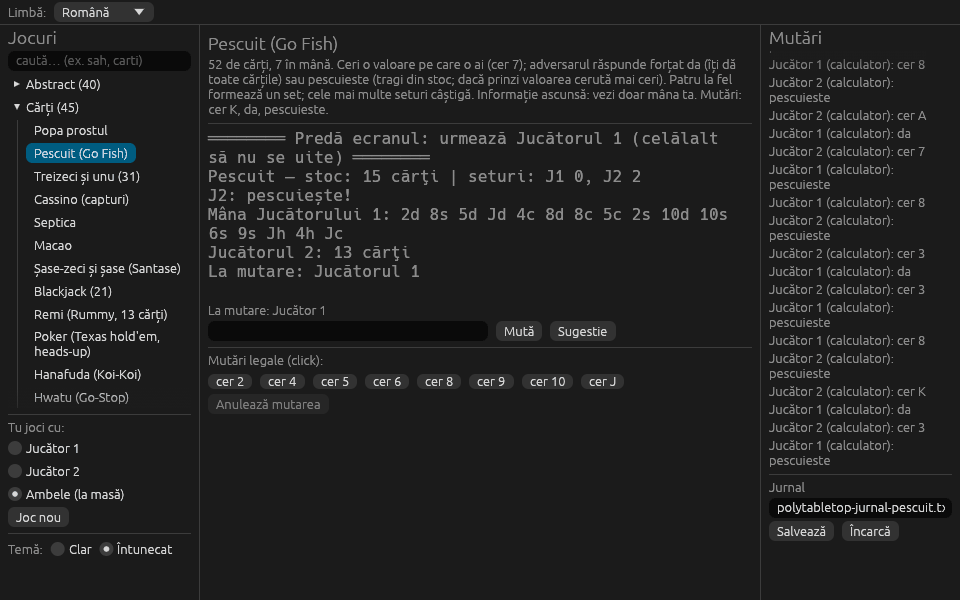 Limbă: Română
Jocuri
caută... (ex. sah, carti)
Abstract (40)
Cărți (45)
Popa prostul
Pescuit (Go Fish)
Treizeci și unu (31)
Cassino (capturi)
Septica
Macao
Șase-zeci și șase (Santase)
Blackjack (21)
Remi (Rummy, 13 cărți)
Poker (Texas hold'em,
heads-up)
Hanafuda (Koi-Koi)
Hwatu (Go-Stop)
Tu joci cu:
Jucător 1
Jucător 2
Ambele (la masă)
Joc nou
Temă: Clar Întunecat
Pescuit (Go Fish)
52 de cărți, 7 în mână. Ceri o valoare pe care o ai (cer 7); adversarul răspunde forțat da (îți dă
toate cărțile) sau pescuiește (tragi din stoc; dacă prinzi valoarea cerută mai ceri). Patru la fel
formează un set; cele mai multe seturi câștigă. Informație ascunsă: vezi doar mâna ta. Mutări:
cer K, da, pescuieste.
════════ Predă ecranul: urmează Jucătorul 1 (celălalt
să nu se uite) ════════
Pescuit — stoc: 15 cărţi | seturi: J1 0, J2 2
J2: pescuiește!
Mâna Jucătorului 1: 2d 8s 5d Jd 4c 8d 8c 5c 2s 10d 10s
6s 9s Jh 4h Jc
Jucătorul 2: 13 cărţi
La mutare: Jucătorul 1
La mutare: Jucător 1
Mută Sugestie
Mutări legale (click):
cer 2 cer 4 cer 5 cer 6 cer 8 cer 9 cer 10 cer J
Anulează mutarea
Mutări
Jucător 1 (calculator): cer 8
Jucător 2 (calculator):
pescuieste
Jucător 2 (calculator): cer A
Jucător 1 (calculator): da
Jucător 2 (calculator): cer 7
Jucător 1 (calculator):
pescuieste
Jucător 1 (calculator): cer 8
Jucător 2 (calculator):
pescuieste
Jucător 2 (calculator): cer 3
Jucător 1 (calculator): da
Jucător 2 (calculator): cer 3
Jucător 1 (calculator):
pescuieste
Jucător 1 (calculator): cer 8
Jucător 2 (calculator):
pescuieste
Jucător 2 (calculator): cer K
Jucător 1 (calculator): da
Jucător 2 (calculator): cer 3
Jucător 1 (calculator):
pescuieste
Jurnal
polytabletop-jurnal-pescuit.tx
Salvează Încarcă